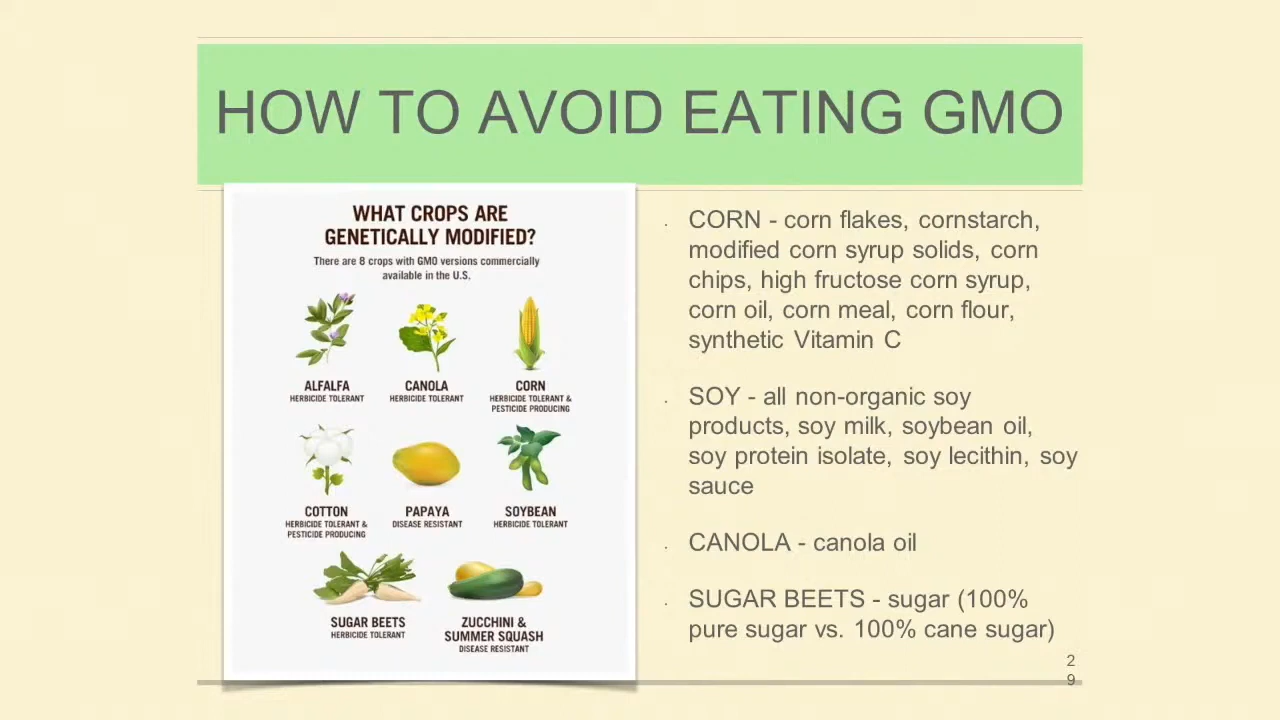 HOW TO AVOID EATING GMO
WHAT CROPS ARE
GENETICALLY MODIFIED?
There are 8 crops with GMO versions commercially
available in the U.S.
ALFALFA
HERBICIDE TOLERANT
CANOLA
HERBICIDE TOLERANT
CORN
HERBICIDE TOLERANT &
PESTICIDE PRODUCING
COTTON
HERBICIDE TOLERANT &
PESTICIDE PRODUCING
PAPAYA
DISEASE RESISTANT
SOYBEAN
HERBICIDE TOLERANT
SUGAR BEETS
HERBICIDE TOLERANT
ZUCCHINI &
SUMMER SQUASH
DISEASE RESISTANT
· CORN - corn flakes, cornstarch,
modified corn syrup solids, corn
chips, high fructose corn syrup,
corn oil, corn meal, corn flour,
synthetic Vitamin C
· SOY - all non-organic soy
products, soy milk, soybean oil,
soy protein isolate, soy lecithin, soy
sauce
· CANOLA - canola oil
· SUGAR BEETS - sugar (100%
pure sugar vs. 100% cane sugar)
2
9